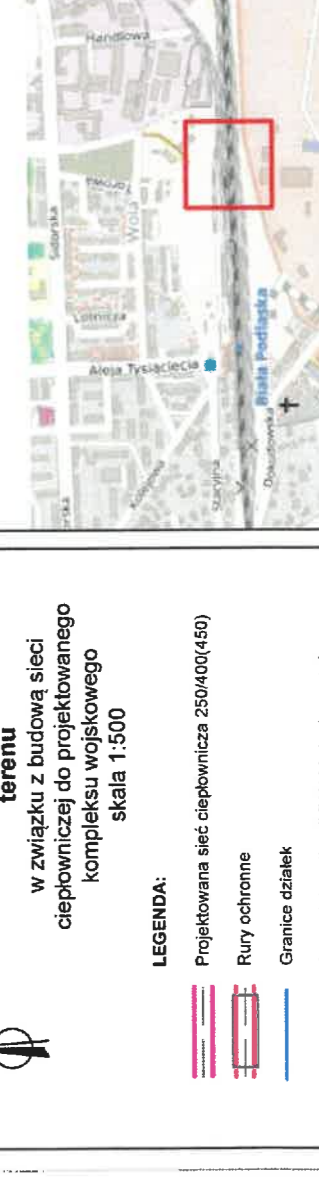 terenu
w związku z budową sieci
ciepłowniczej do projektowanego
kompleksu wojskowego
skala 1:500
LEGENDA:
Projektowana sieć ciepłownicza 250/400(450)
Rury ochronne
Granice działek
Handlowa
Sidorska
Torowa
Wola
Lotnicza
Aleja Tysiąclecia
Kolejowa
Stacyjna
Biała Podlaska
Dokudowska